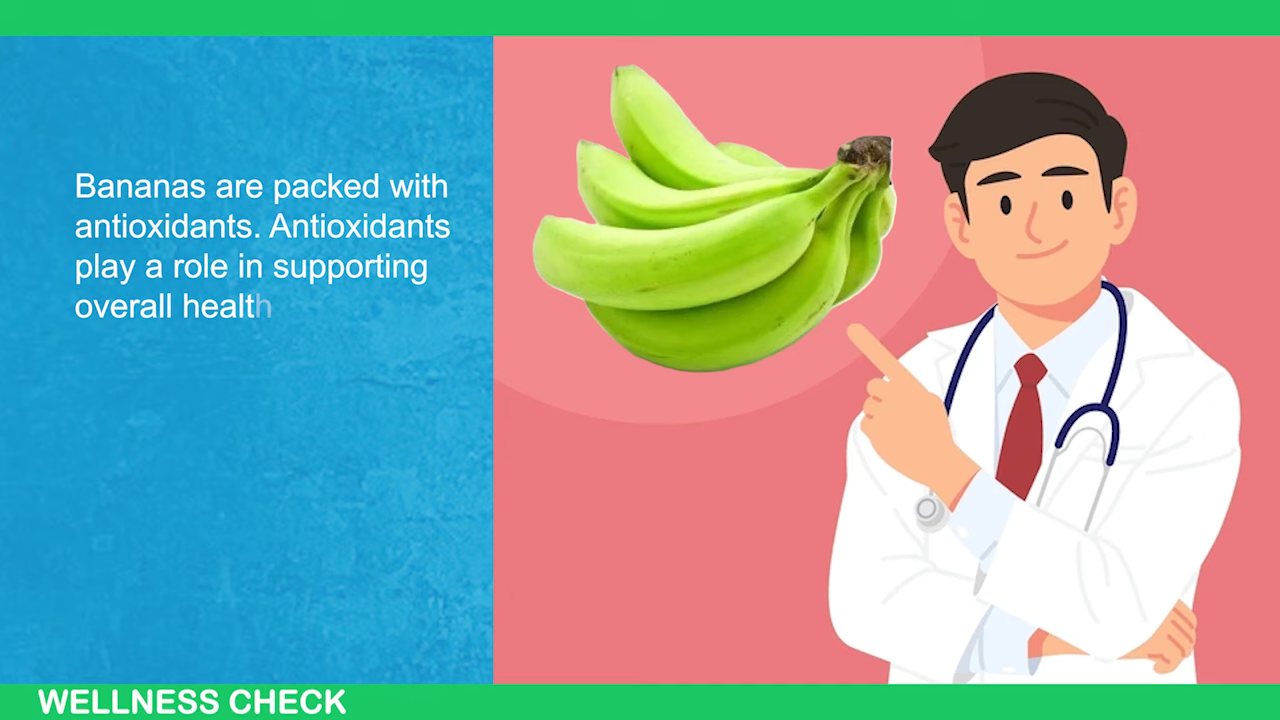 Bananas are packed with
antioxidants. Antioxidants
play a role in supporting
overall health
WELLNESS CHECK